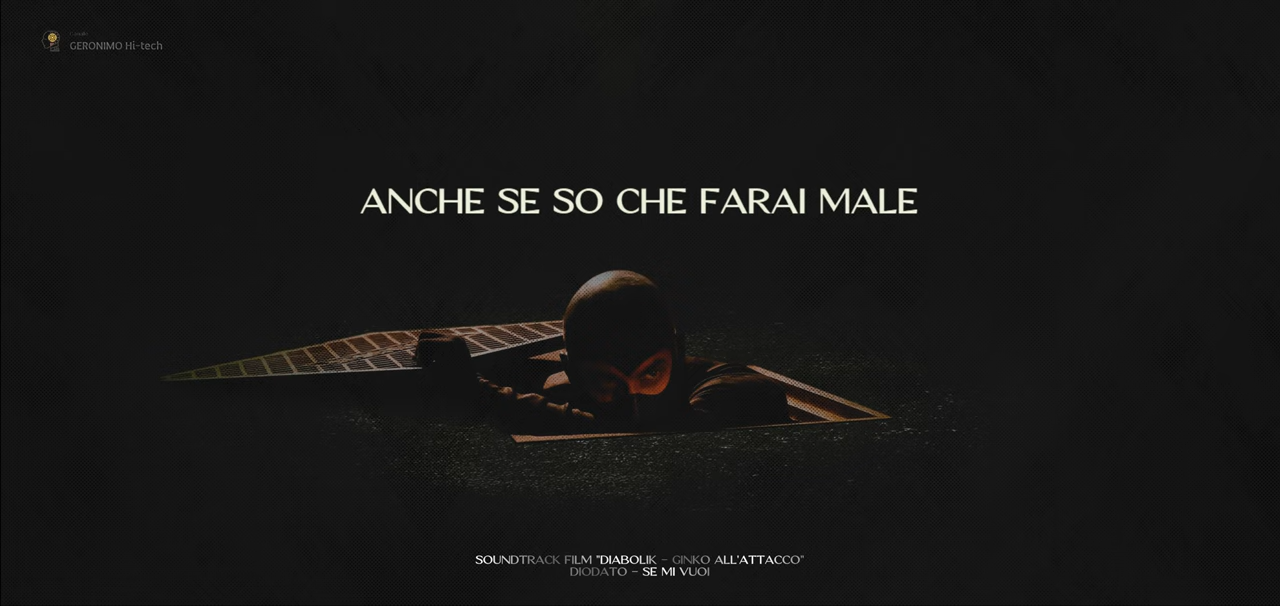 GERONIMO Hi-tech
ANCHE SE SO CHE FARAI MALE
SOUNDTRACK FILM "DIABOLIK - GINKO ALL'ATTACCO"
DIODATO - SE MI VUOI